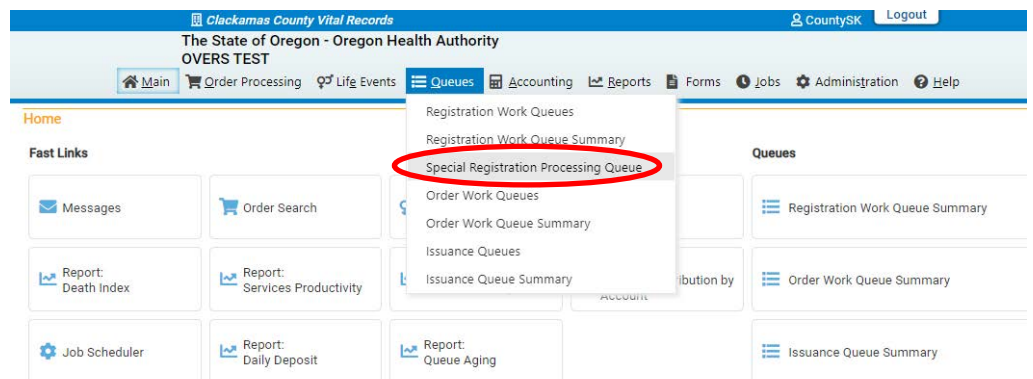 Clackamas County Vital Records
CountySK
Logout
The State of Oregon - Oregon Health Authority
OVERS TEST
Main Order Processing Life Events Queues Accounting Reports Forms Jobs Administration Help
Home
Fast Links
Queues
Registration Work Queues
Registration Work Queue Summary
Special Registration Processing Queue
Order Work Queues
Order Work Queue Summary
Issuance Queues
Issuance Queue Summary
Messages
Order Search
Registration Work Queue Summary
Report:
Death Index
Report:
Services Productivity
ibution by
Account
Order Work Queue Summary
Job Scheduler
Report:
Daily Deposit
Report:
Queue Aging
Issuance Queue Summary